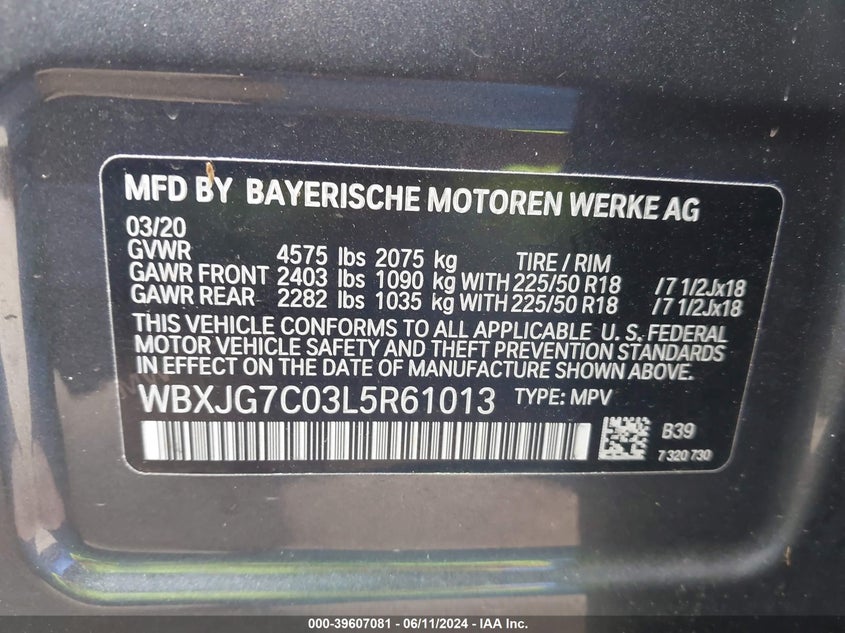 MFD BY BAYERISCHE MOTOREN WERKE AG
03/20
GVWR 4575 lbs 2075 kg TIRE / RIM
GAWR FRONT 2403 lbs 1090 kg WITH 225/50 R18 /7 1/2Jx18
GAWR REAR 2282 lbs 1035 kg WITH 225/50 R18 /7 1/2Jx18
THIS VEHICLE CONFORMS TO ALL APPLICABLE U. S. FEDERAL
MOTOR VEHICLE SAFETY AND THEFT PREVENTION STANDARDS
IN EFFECT ON THE DATE OF MANUFACTURE SHOWN ABOVE.
WBXJG7C03L5R61013 TYPE: MPV
B39
7 320 730
000-39607081 - 06/11/2024 - IAA Inc.